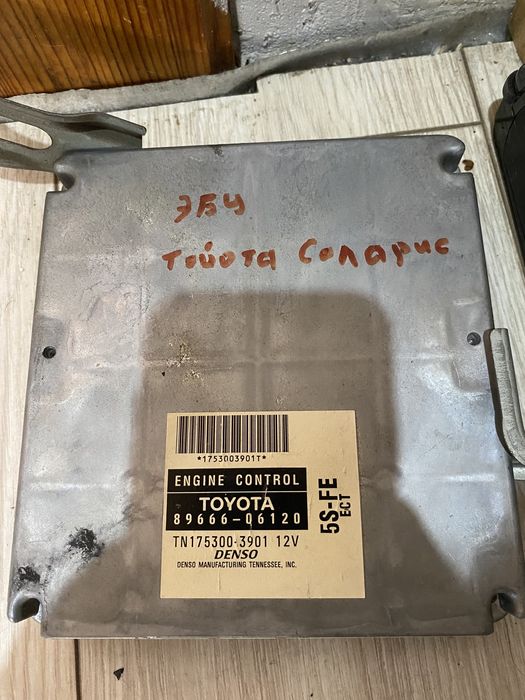 ЭБУ
Тойота Солярис
*1753003901T*
ENGINE CONTROL
TOYOTA
89666-06120
TN175300-3901 12V
DENSO
DENSO MANUFACTURING TENNESSEE, INC.
5S-FE
ECT